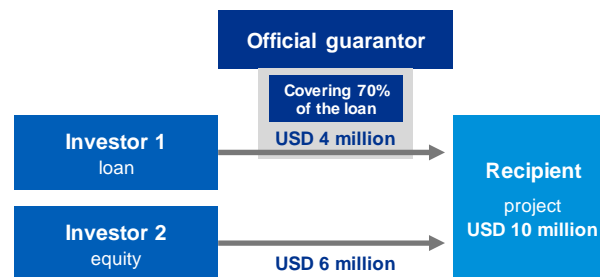 Official guarantor
Covering 70%
of the loan
Investor 1
loan
USD 4 million
Recipient
project
USD 10 million
Investor 2
equity
USD 6 million